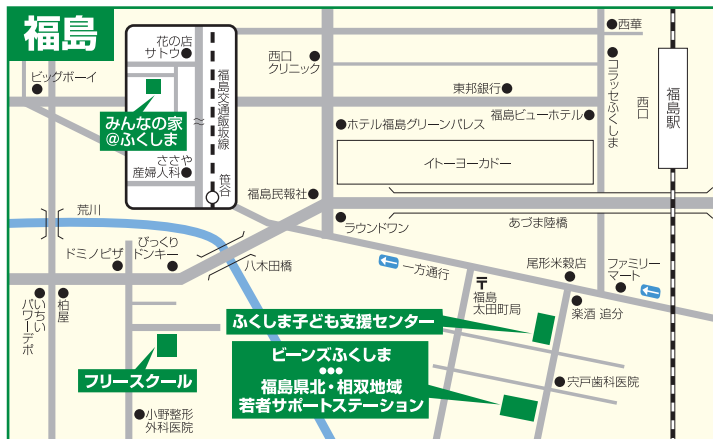 福島
花の店
サトウ
ビッグボーイ
みんなの家
@ふくしま
福島交通飯坂線
ささや
産婦人科
笹谷
西口
クリニック
西華
コラッセふくしま
西口
福島駅
東邦銀行
福島ビューホテル
ホテル福島グリーンパレス
イトーヨーカドー
福島民報社
ラウンドワン
あづま陸橋
荒川
ドミノピザ
びっくり
ドンキー
八木田橋
一方通行
尾形米穀店
ファミリー
マート
〒
福島
太田町局
楽酒 追分
いちい
パワーデポ
柏屋
ふくしま子ども支援センター
フリースクール
ビーンズふくしま
●●●
福島県北・相双地域
若者サポートステーション
宍戸歯科医院
小野整形
外科医院